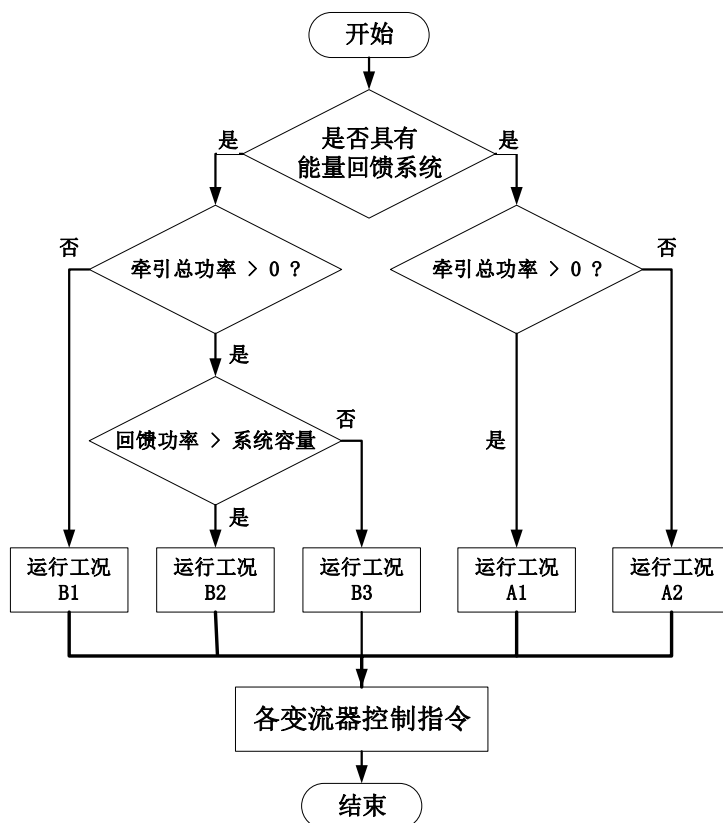 开始
是否具有
能量回馈系统
是
是
牵引总功率 > 0 ?
否
牵引总功率 > 0 ?
否
是
回馈功率 > 系统容量
否
是
是
运行工况
B1
运行工况
B2
运行工况
B3
运行工况
A1
运行工况
A2
各变流器控制指令
结束